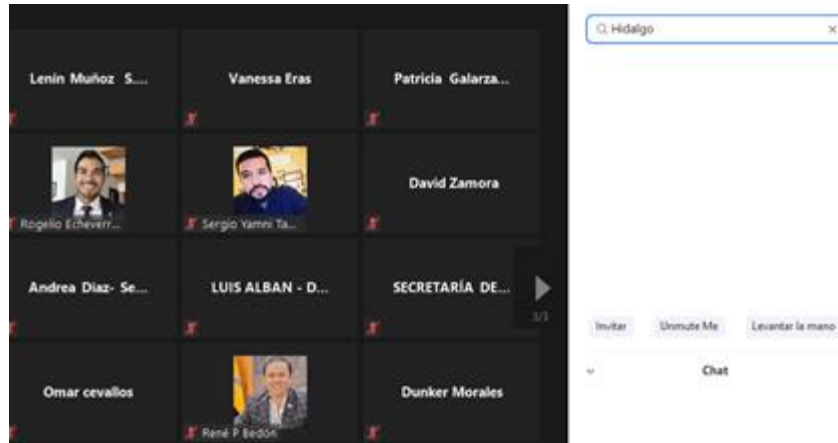 Lenin Muñoz S....
Vanessa Eras
Patricia Galarza...
Rogelio Echeverr...
Sergio Yamni Ta...
David Zamora
Andrea Diaz- Se...
LUIS ALBAN - D...
SECRETARÍA DE...
3/3
Omar cevallos
René P Bedón
Dunker Morales
Hidalgo
Invitar
Unmute Me
Levantar la mano
Chat